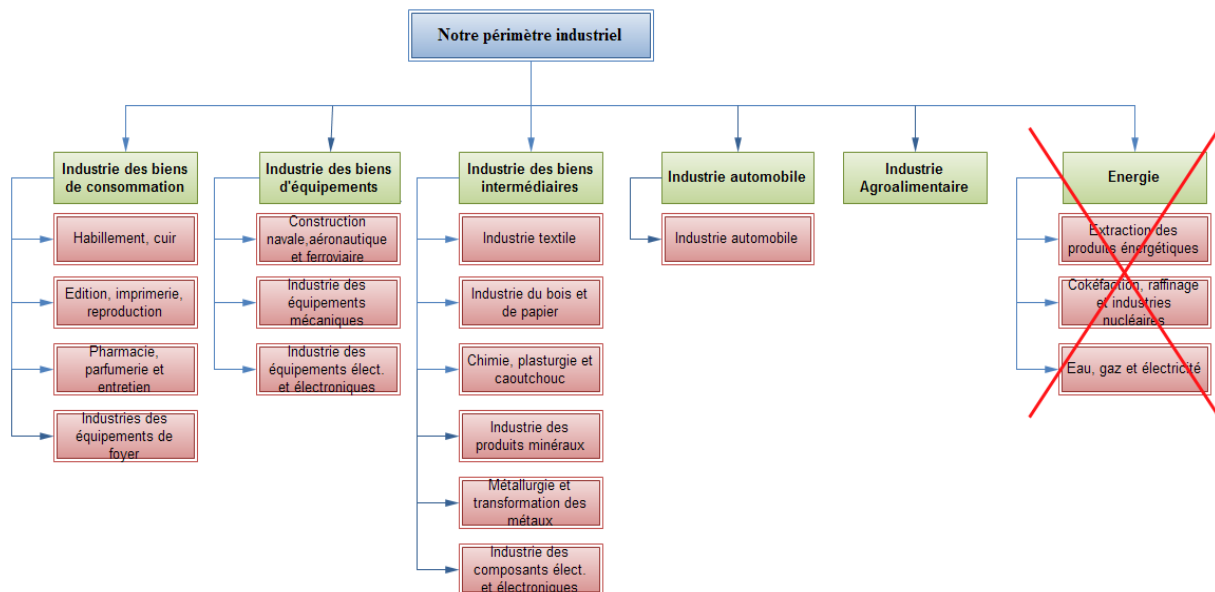 Notre périmètre industriel
Industrie des biens
de consommation
Habillement, cuir
Edition, imprimerie,
reproduction
Pharmacie,
parfumerie et
entretien
Industries des
équipements de
foyer
Industrie des biens
d'équipements
Construction
navale,aéronautique
et ferroviaire
Industrie des
équipements
mécaniques
Industrie des
équipements élect.
et électroniques
Industrie des biens
intermédiaires
Industrie textile
Industrie du bois et
de papier
Chimie, plasturgie et
caoutchouc
Industrie des
produits minéraux
Métallurgie et
transformation des
métaux
Industrie des
composants élect.
et électroniques
Industrie automobile
Industrie automobile
Industrie
Agroalimentaire
Energie
Extraction des
produits énergétiques
Cokéfaction, raffinage
et industries
nucléaires
Eau, gaz et électricité